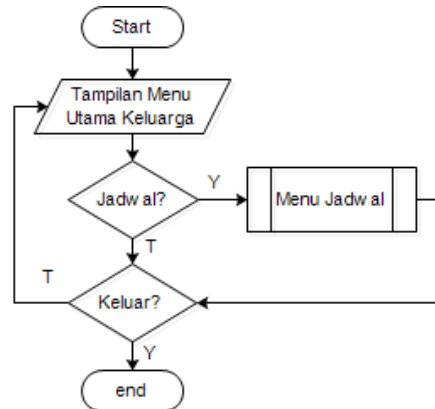 Start
Tampilan Menu
Utama Keluarga
Jadwal?
Y
Menu Jadwal
T
T
Keluar?
Y
end